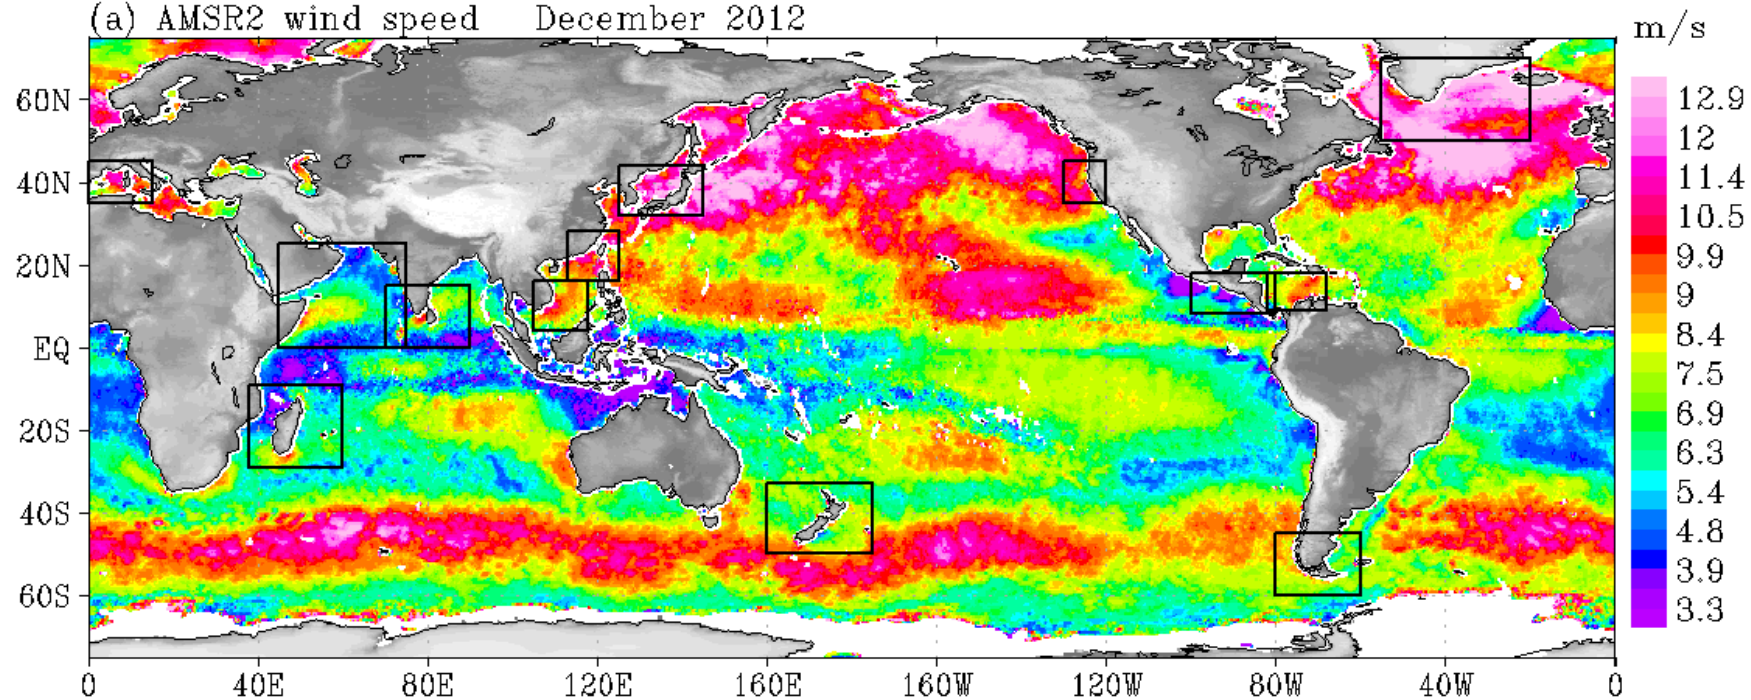 (a) AMSR2 wind speed December 2012
m/s
60N
40N
20N
EQ
20S
40S
60S
0 40E 80E 120E 160E 160W 120W 80W 40W 0
12.9
12
11.4
10.5
9.9
9
8.4
7.5
6.9
6.3
5.4
4.8
3.9
3.3